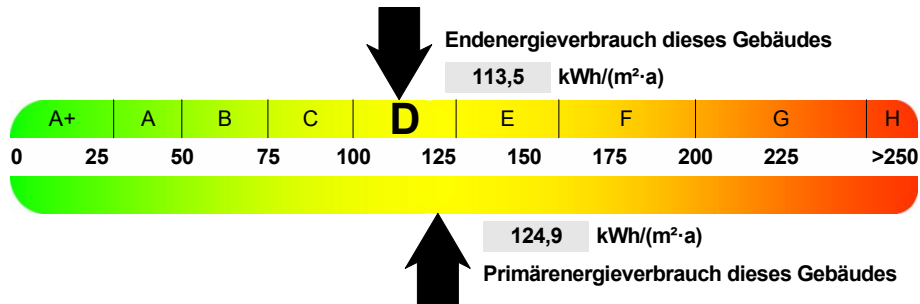 Endenergieverbrauch dieses Gebäudes
113,5 kWh/(m²·a)
A+ A B C D E F G H
0 25 50 75 100 125 150 175 200 225 >250
124,9 kWh/(m²·a)
Primärenergieverbrauch dieses Gebäudes